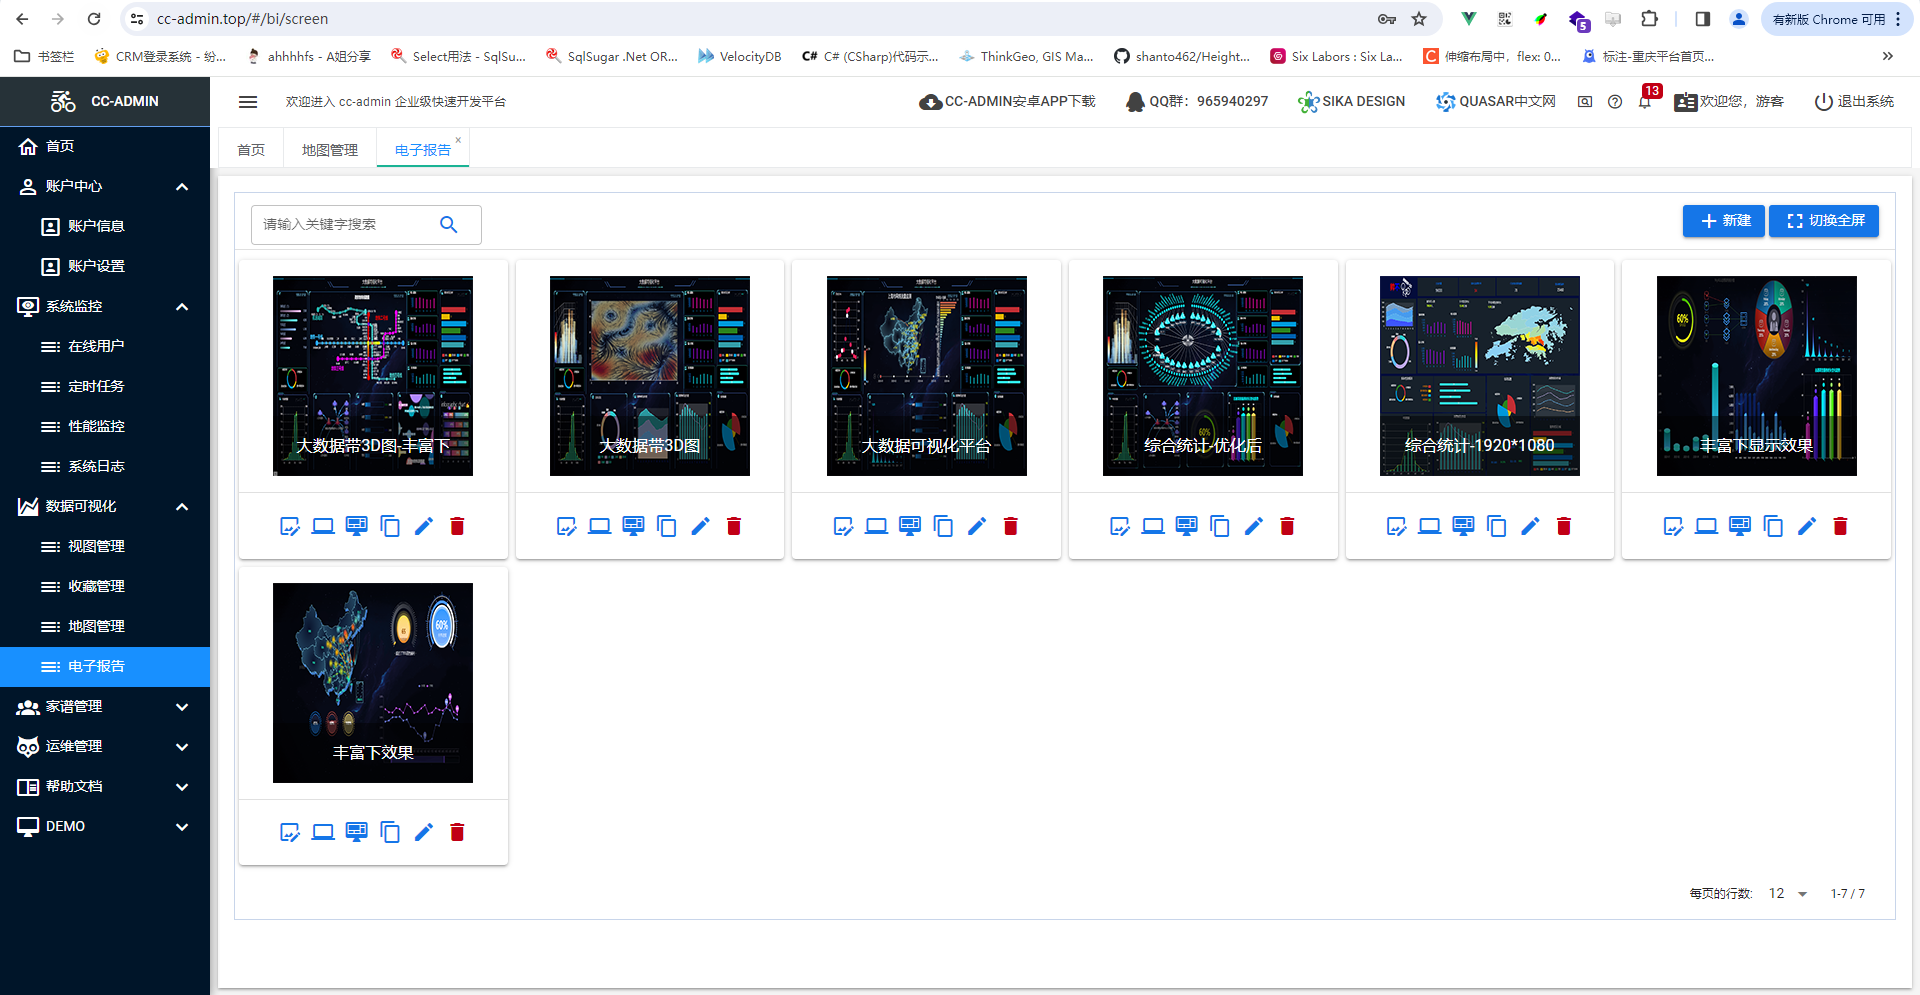 cc-admin.top/#/bi/screen
5
有新版 Chrome 可用
书签栏
CRM登录系统 - 纷...
ahhhhfs - A姐分享
Select用法 - SqlSu...
SqlSugar .Net OR...
VelocityDB
C# C# (CSharp)代码示...
ThinkGeo, GIS Ma...
shanto462/Height...
Six Labors : Six La...
C 伸缩布局中，flex: 0...
标注-重庆平台首页...
CC-ADMIN
欢迎进入 cc-admin 企业级快速开发平台
CC-ADMIN安卓APP下载
QQ群：965940297
SIKA DESIGN
QUASAR中文网
13
欢迎您，游客
退出系统
首页
账户中心
账户信息
账户设置
系统监控
在线用户
定时任务
性能监控
系统日志
数据可视化
视图管理
收藏管理
地图管理
电子报告
家谱管理
运维管理
帮助文档
DEMO
首页
地图管理
电子报告
请输入关键字搜索
新建
切换全屏
大数据带3D图-丰富下
大数据带3D图
大数据可视化平台
综合统计-优化后
60%
综合统计-1920*1080
60%
丰富下显示效果
60%
丰富下效果
每页的行数:
12
1-7 / 7